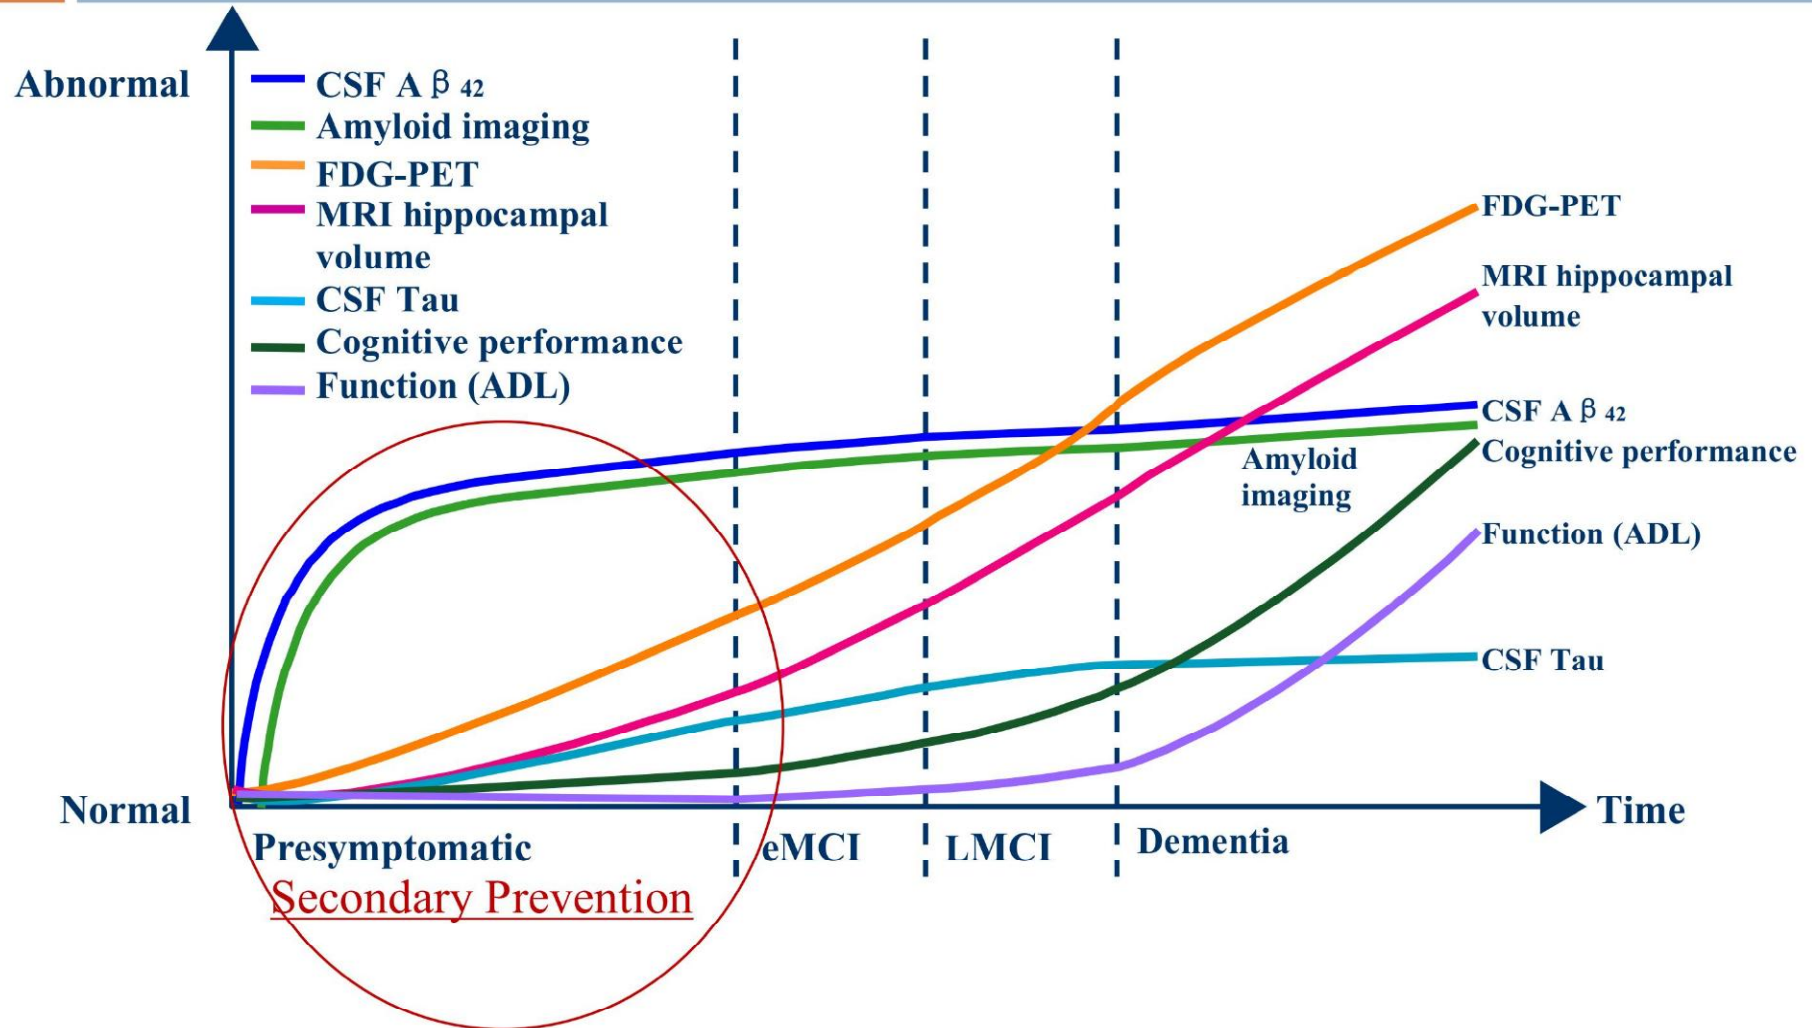 Abnormal
CSF A β 42
Amyloid imaging
FDG-PET
MRI hippocampal
volume
CSF Tau
Cognitive performance
Function (ADL)
FDG-PET
MRI hippocampal
volume
CSF A β 42
Cognitive performance
Amyloid
imaging
Function (ADL)
CSF Tau
Normal
Time
Presymptomatic
eMCI
LMCI
Dementia
Secondary Prevention